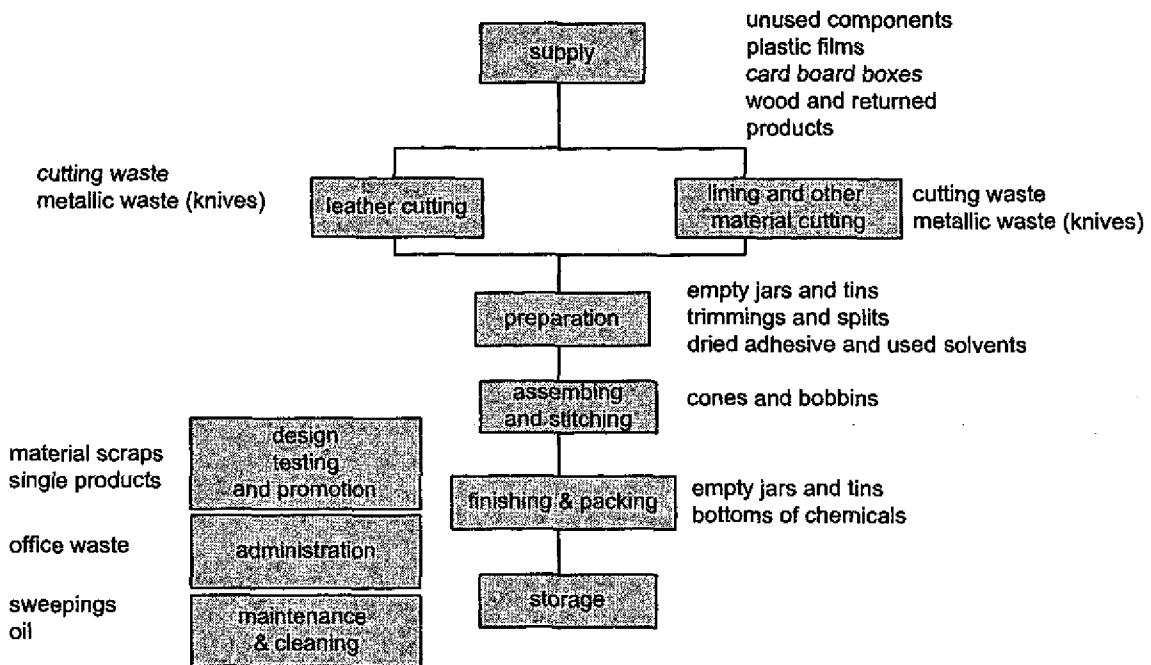 supply
unused components
plastic films
card board boxes
wood and returned
products
cutting waste
metallic waste (knives)
leather cutting
lining and other
material cutting
cutting waste
metallic waste (knives)
preparation
empty jars and tins
trimmings and splits
dried adhesive and used solvents
assembing
and stitching
cones and bobbins
material scraps
single products
design
testing
and promotion
finishing & packing
empty jars and tins
bottoms of chemicals
office waste
administration
storage
sweepings
oil
maintenance
& cleaning